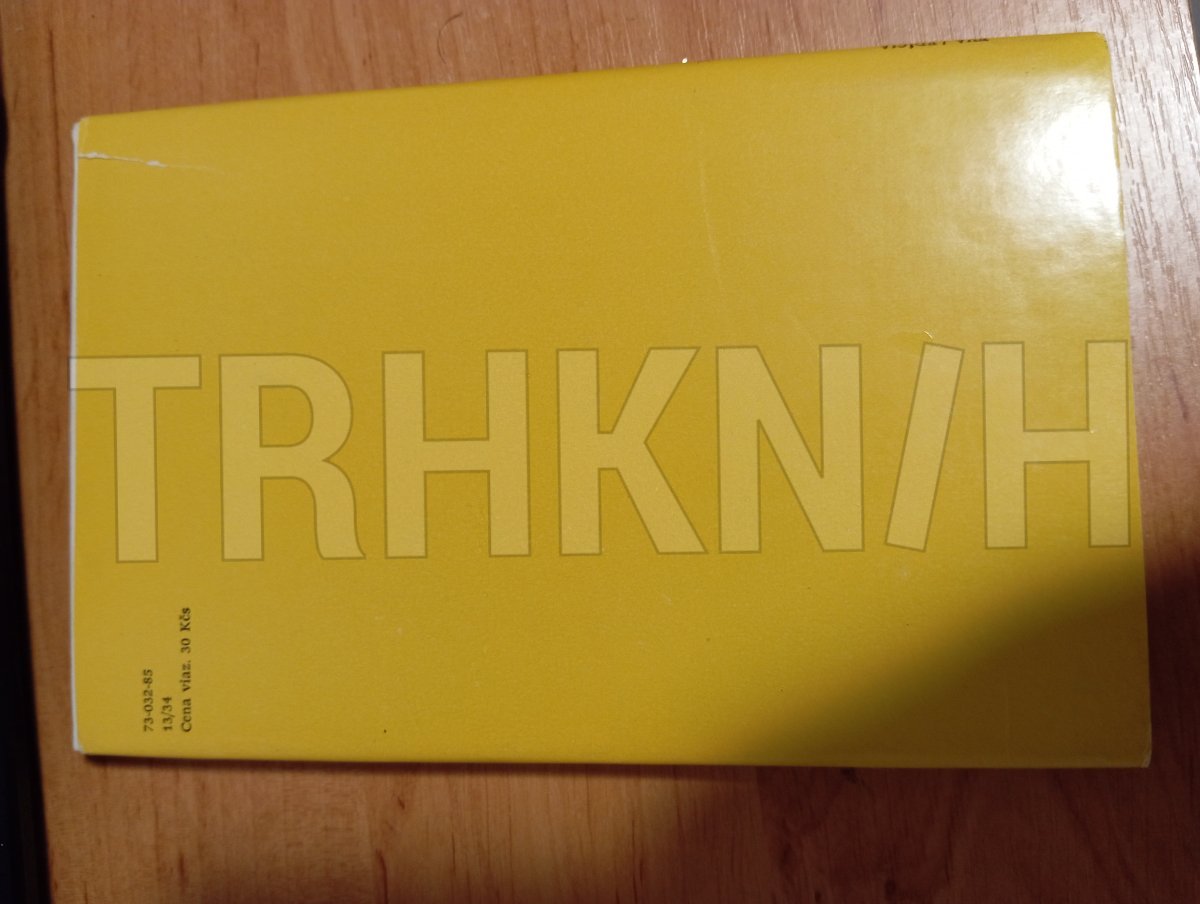 TRHKN/H
73-032-85
13/34
Cena viaz. 30 Kčs